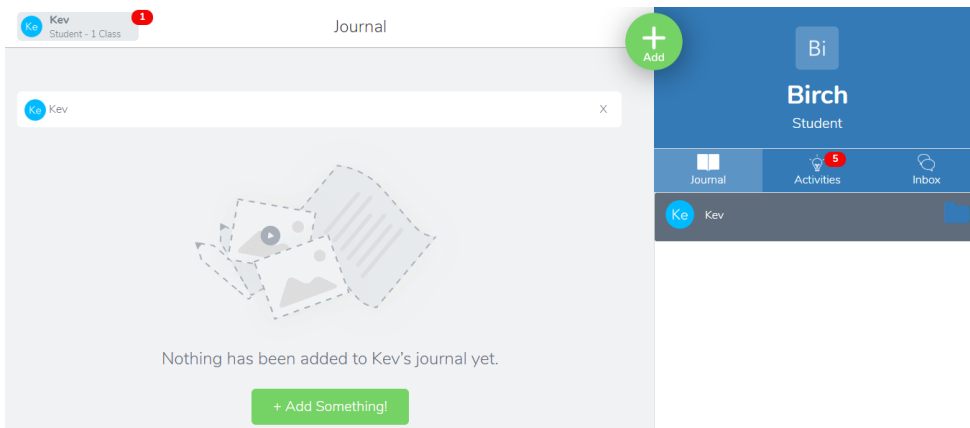 Ke
Kev
Student - 1 Class
1
Journal
Add
Ke Kev X
Nothing has been added to Kev's journal yet.
+ Add Something!
Bi
Birch
Student
Journal
Activities
5
Inbox
Ke Kev